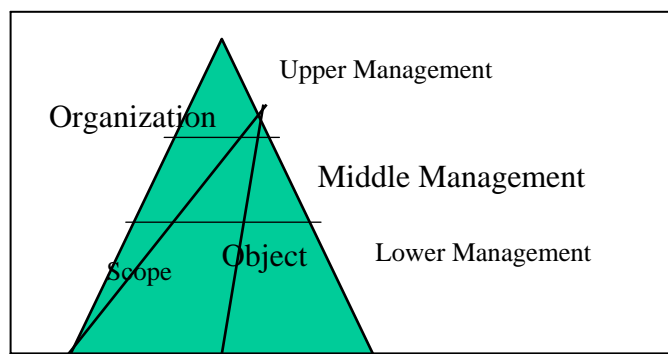 Upper Management
Organization
Middle Management
Object
Lower Management
Scope